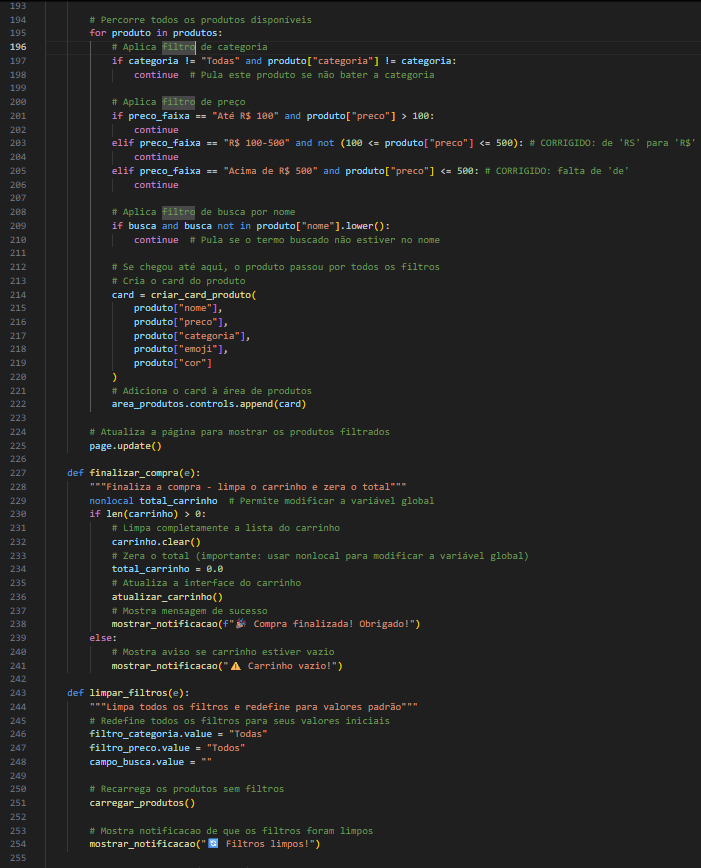 193
194 # Percorre todos os produtos disponíveis
195 for produto in produtos:
196 # Aplica filtro de categoria
197 if categoria != "Todas" and produto["categoria"] != categoria:
198 continue # Pula este produto se não bater a categoria
199
200 # Aplica filtro de preço
201 if preco_faixa == "Até R$ 100" and produto["preco"] > 100:
202 continue
203 elif preco_faixa == "R$ 100-500" and not (100 <= produto["preco"] <= 500): # CORRIGIDO: de 'RS' para 'R$'
204 continue
205 elif preco_faixa == "Acima de R$ 500" and produto["preco"] <= 500: # CORRIGIDO: falta de 'de'
206 continue
207
208 # Aplica filtro de busca por nome
209 if busca and busca not in produto["nome"].lower():
210 continue # Pula se o termo buscado não estiver no nome
211
212 # Se chegou até aqui, o produto passou por todos os filtros
213 # Cria o card do produto
214 card = criar_card_produto(
215 produto["nome"],
216 produto["preco"],
217 produto["categoria"],
218 produto["emoji"],
219 produto["cor"]
220 )
221 # Adiciona o card à área de produtos
222 area_produtos.controls.append(card)
223
224 # Atualiza a página para mostrar os produtos filtrados
225 page.update()
226
227 def finalizar_compra(e):
228 """Finaliza a compra - limpa o carrinho e zera o total"""
229 nonlocal total_carrinho # Permite modificar a variável global
230 if len(carrinho) > 0:
231 # Limpa completamente a lista do carrinho
232 carrinho.clear()
233 # Zera o total (importante: usar nonlocal para modificar a variável global)
234 total_carrinho = 0.0
235 # Atualiza a interface do carrinho
236 atualizar_carrinho()
237 # Mostra mensagem de sucesso
238 mostrar_notificacao(f"🎉 Compra finalizada! Obrigado!")
239 else:
240 # Mostra aviso se carrinho estiver vazio
241 mostrar_notificacao("⚠️ Carrinho vazio!")
242
243 def limpar_filtros(e):
244 """Limpa todos os filtros e redefine para valores padrão"""
245 # Redefine todos os filtros para seus valores iniciais
246 filtro_categoria.value = "Todas"
247 filtro_preco.value = "Todos"
248 campo_busca.value = ""
249
250 # Recarrega os produtos sem filtros
251 carregar_produtos()
252
253 # Mostra notificacao de que os filtros foram limpos
254 mostrar_notificacao("🔄 Filtros limpos!")
255